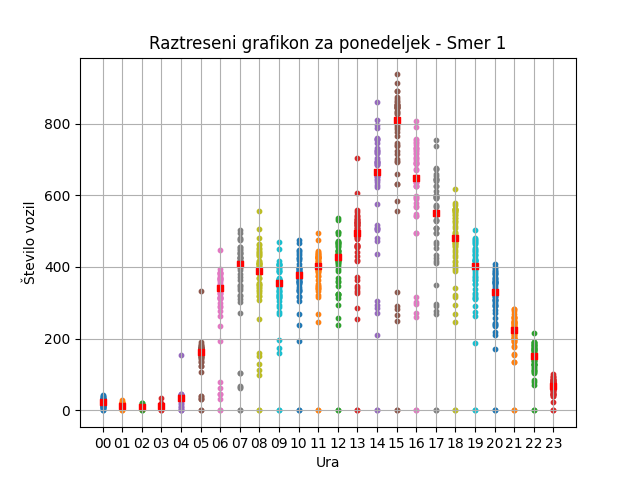 Raztreseni grafikon za ponedeljek - Smer 1
Število vozil
800
600
400
200
0
00 01 02 03 04 05 06 07 08 09 10 11 12 13 14 15 16 17 18 19 20 21 22 23
Ura